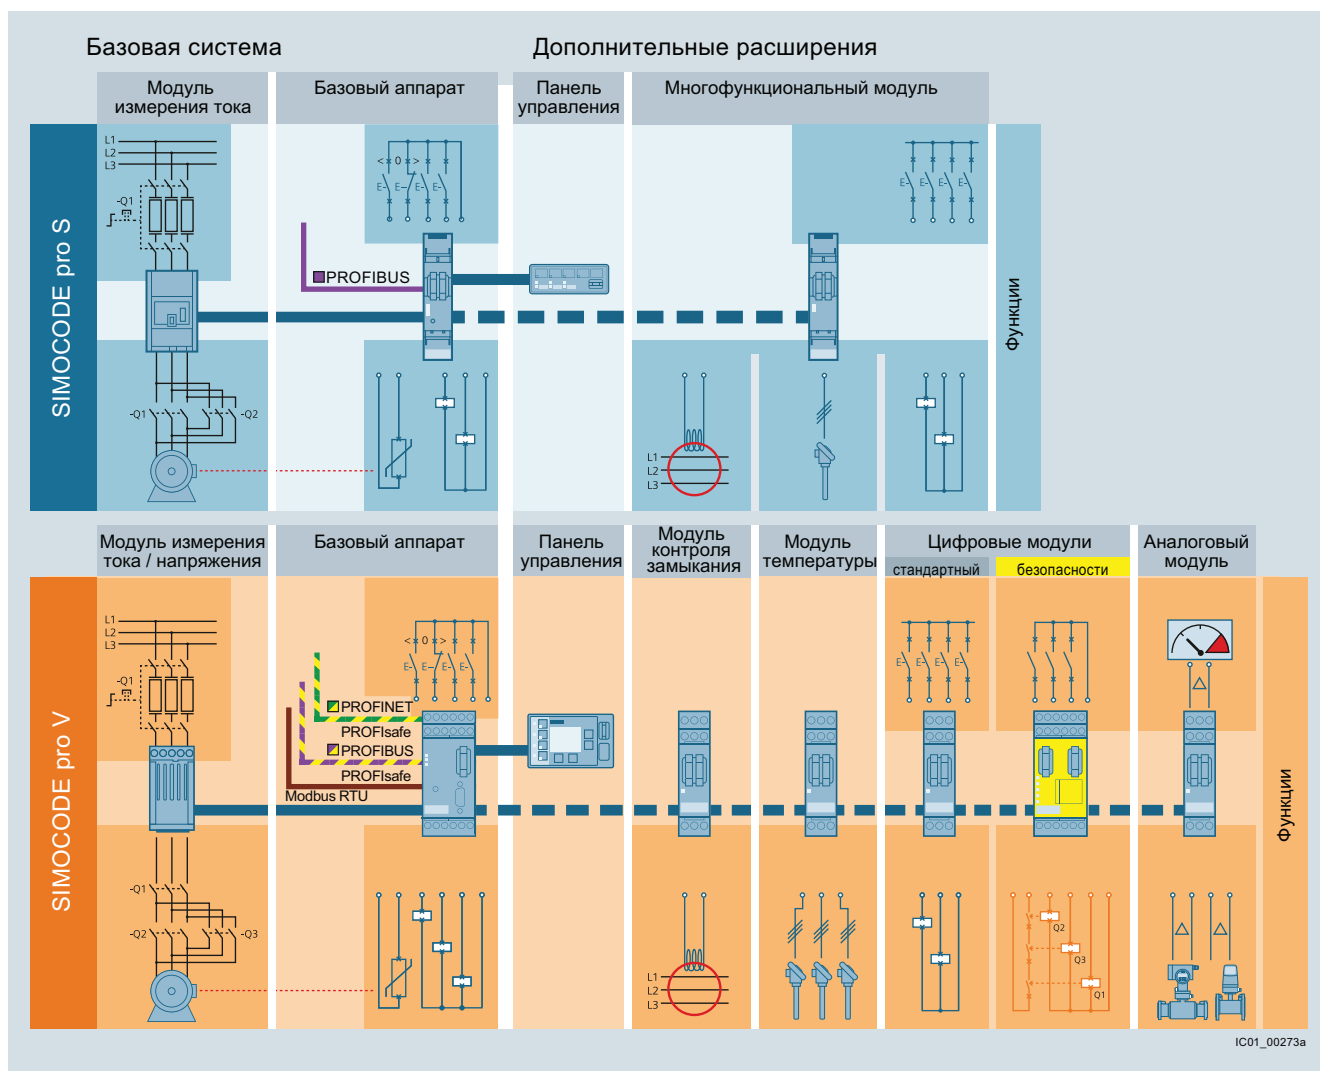 Базовая система
Дополнительные расширения
Модуль
измерения тока
Базовый аппарат
Панель
управления
Многофункциональный модуль
SIMOCODE pro S
L1
L2
L3
-Q1
< 0 >
E- E- E- E-
E- E- E- E-
PROFIBUS
Функции
-Q1
-Q2
L1
L2
L3
Модуль измерения
тока / напряжения
Базовый аппарат
Панель
управления
Модуль
контроля
замыкания
Модуль
температуры
Цифровые модули
стандартный
безопасности
Аналоговый
модуль
SIMOCODE pro V
L1
L2
L3
-Q1
< 0 >
E- E- E- E-
E- E- E- E-
PROFINET
PROFIsafe
PROFIBUS
PROFIsafe
Modbus RTU
Функции
-Q1
-Q2
-Q3
L1
L2
L3
Q2
Q3
Q1
IC01_00273a